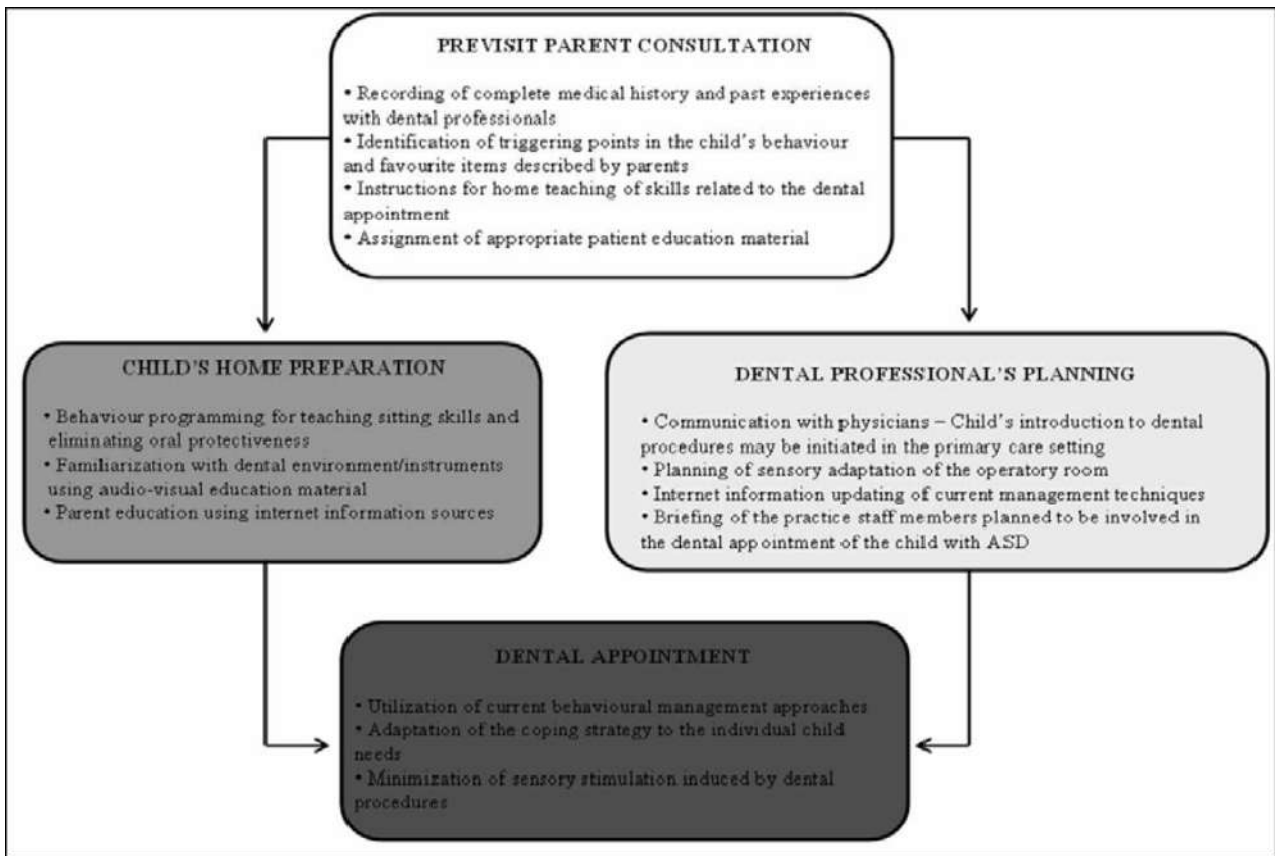 PREVISIT PARENT CONSULTATION
• Recording of complete medical history and past experiences
with dental professionals
• Identification of triggering points in the child's behaviour
and favourite items described by parents
• Instructions for home teaching of skills related to the dental
appointment
• Assignment of appropriate patient education material
CHILD'S HOME PREPARATION
• Behaviour programming for teaching sitting skills and
eliminating oral protectiveness
• Familiarization with dental environment/instruments
using audio-visual education material
• Parent education using internet information sources
DENTAL PROFESSIONAL'S PLANNING
• Communication with physicians – Child's introduction to dental
procedures may be initiated in the primary care setting
• Planning of sensory adaptation of the operatory room
• Internet information updating of current management techniques
• Briefing of the practice staff members planned to be involved in
the dental appointment of the child with ASD
DENTAL APPOINTMENT
• Utilization of current behavioural management approaches
• Adaptation of the coping strategy to the individual child
needs
• Minimization of sensory stimulation induced by dental
procedures